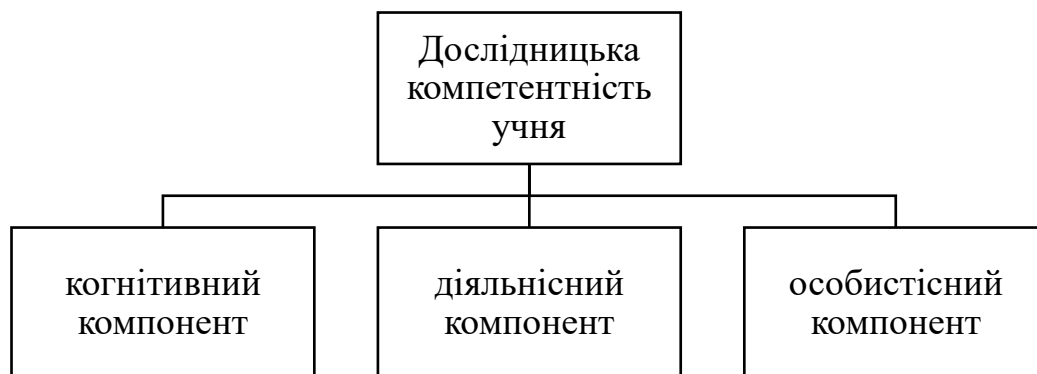 Дослідницька
компетентність
учня
когнітивний
компонент
діяльнісний
компонент
особистісний
компонент